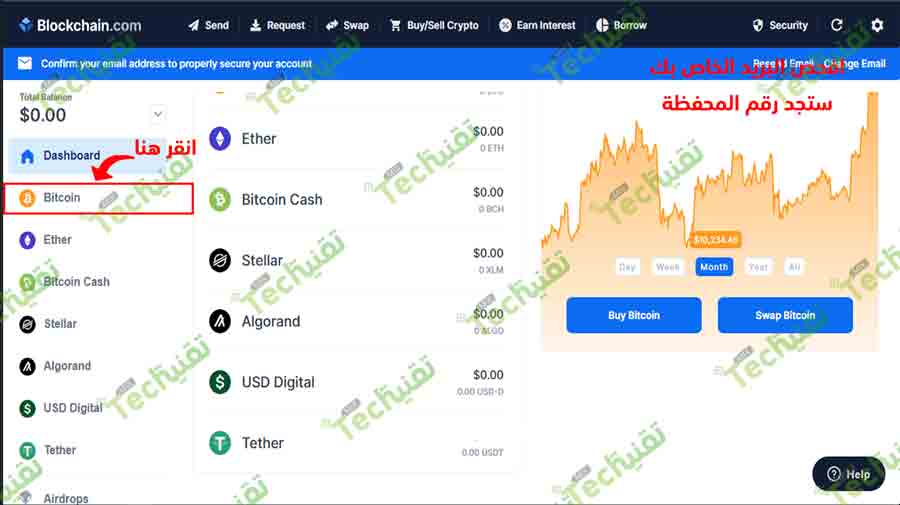 Blockchain.com Send Request Swap Buy/Sell Crypto Earn Interest Borrow Security
Confirm your email address to properly secure your account Resend Email Change Email
البريد الخاص بك
ستجد رقم المحفظة
Total Balance
$0.00
Dashboard
انقر هنا
Bitcoin
Ether
Bitcoin Cash
Stellar
Algorand
USD Digital
Tether
Airdrops
Ether $0.00
0 ETH
Bitcoin Cash $0.00
0 BCH
Stellar $0.00
0 XLM
Algorand $0.00
0 ALGO
USD Digital $0.00
0.00 USD-D
Tether
0.00 USDT
$10,234.46
Day Week Month Year All
Buy Bitcoin Swap Bitcoin
Help
تقنيتك
Tech